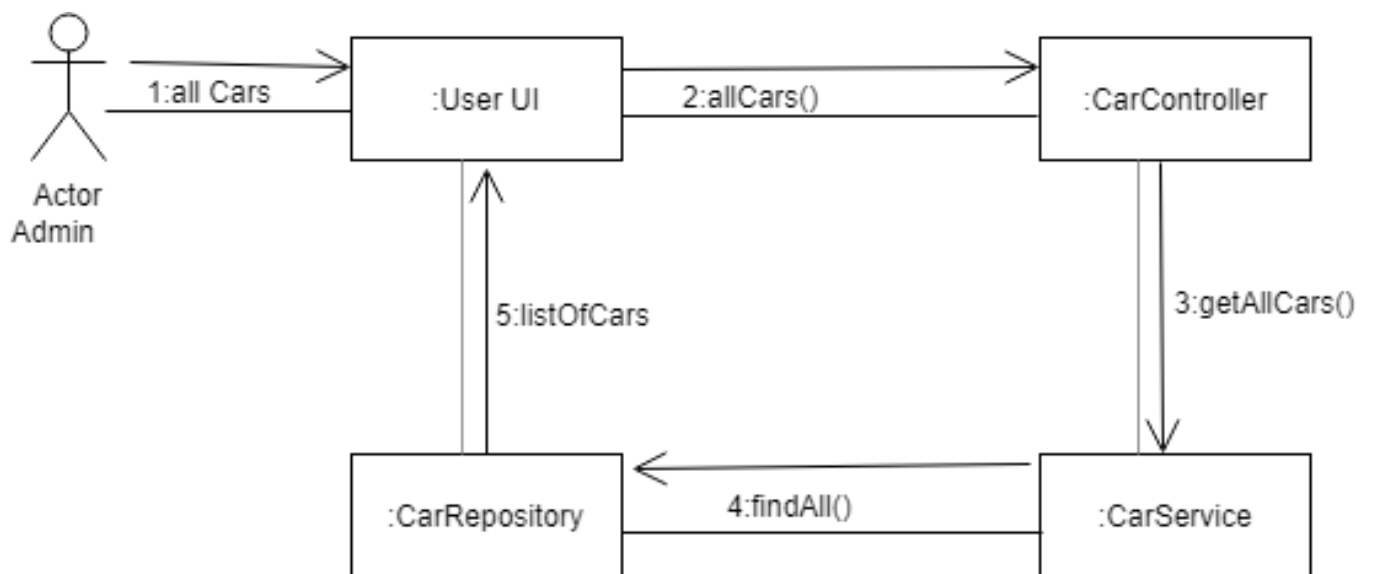 1:all Cars
:User UI
2:allCars()
:CarController
Actor
Admin
5:listOfCars
3:getAllCars()
:CarRepository
4:findAll()
:CarService